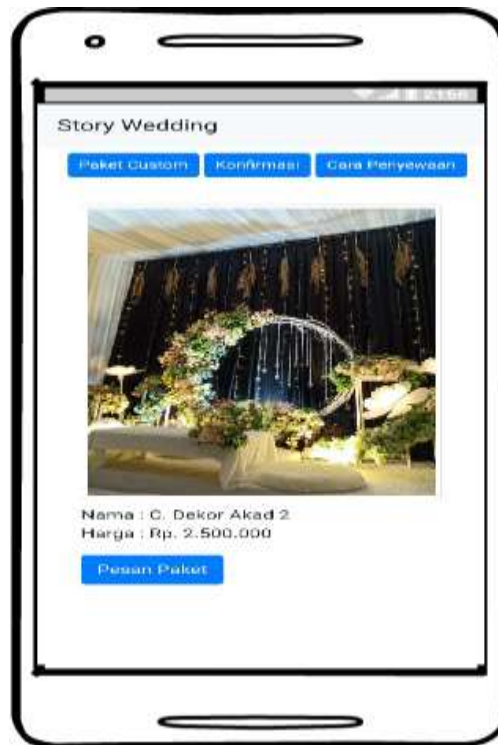 Story Wedding
Paket Custom Konfirmasi Cara Penyewaan
Nama : C. Dekor Akad 2
Harga : Rp. 2.500.000
Pesan Paket